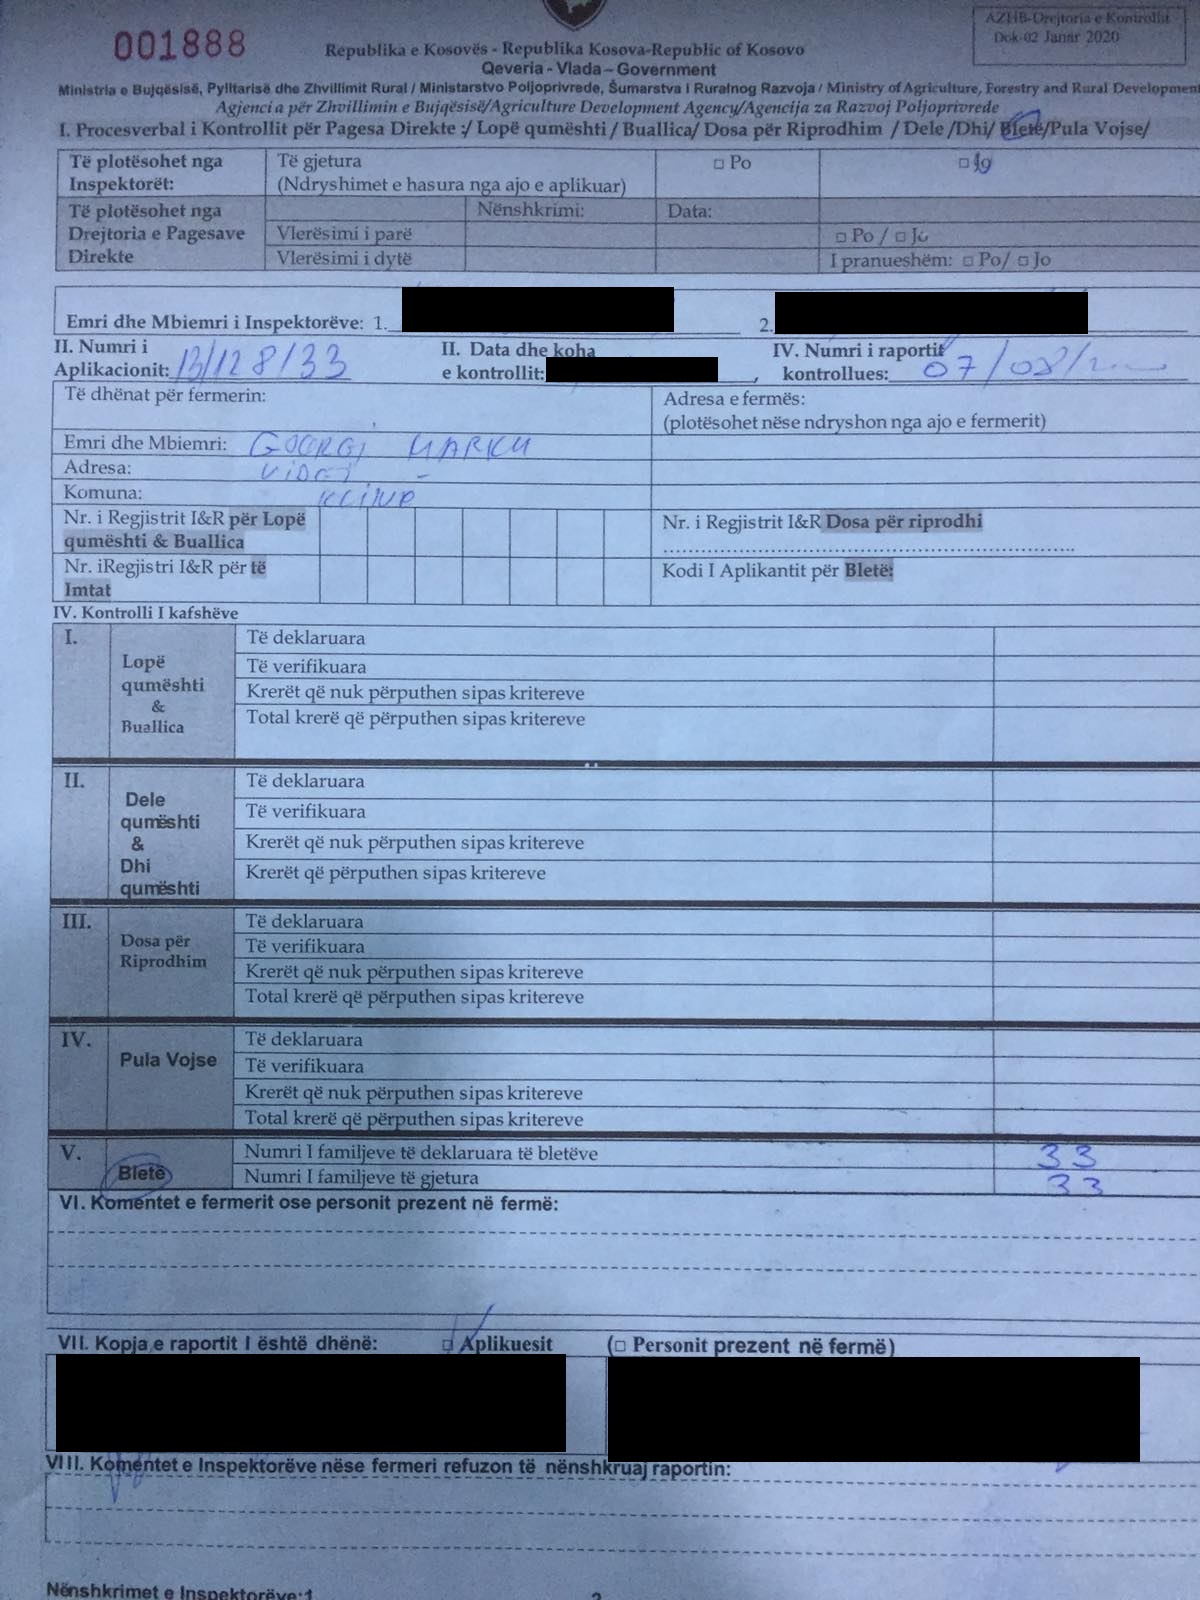 001888
AZHB-Drejtoria e Kontrollit
Dok-02 Janar 2020
Republika e Kosovës - Republika Kosova-Republic of Kosovo
Qeveria - Vlada – Government
Ministria e Bujqësisë, Pylltarisë dhe Zhvillimit Rural / Ministarstvo Poljoprivrede, Šumarstva i Ruralnog Razvoja / Ministry of Agriculture, Forestry and Rural Development
Agjencia për Zhvillimin e Bujqësisë/Agriculture Development Agency/Agencija za Razvoj Poljoprivrede
I. Procesverbal i Kontrollit për Pagesa Direkte :/ Lopë qumështi / Buallica/ Dosa për Riprodhim / Dele /Dhi/ Bletë/Pula Vojse/
Të plotësohet nga Inspektorët:
Të gjetura
(Ndryshimet e hasura nga ajo e aplikuar)
□ Po
□ Jo
Të plotësohet nga Drejtoria e Pagesave Direkte
Nënshkrimi:
Data:
Vlerësimi i parë
□ Po / □ Jo
Vlerësimi i dytë
I pranueshëm: □ Po/ □ Jo
Emri dhe Mbiemri i Inspektorëve: 1.
2.
II. Numri i Aplikacionit: 13/128/33
II. Data dhe koha e kontrollit:
IV. Numri i raportit kontrollues: 07/08/
Të dhënat për fermerin:
Adresa e fermës:
(plotësohet nëse ndryshon nga ajo e fermerit)
Emri dhe Mbiemri: MARKU
Adresa:
Komuna: KLINË
Nr. i Regjistrit I&R për Lopë qumështi & Buallica
Nr. i Regjistrit I&R Dosa për riprodhi
Nr. iRegjistri I&R për të Imtat
Kodi I Aplikantit për Bletë:
IV. Kontrolli I kafshëve
I.
Lopë qumështi & Buallica
Të deklaruara
Të verifikuara
Krerët që nuk përputhen sipas kritereve
Total krerë që përputhen sipas kritereve
II.
Dele qumështi & Dhi qumështi
Të deklaruara
Të verifikuara
Krerët që nuk përputhen sipas kritereve
Krerët që përputhen sipas kritereve
III.
Dosa për Riprodhim
Të deklaruara
Të verifikuara
Krerët që nuk përputhen sipas kritereve
Total krerë që përputhen sipas kritereve
IV.
Pula Vojse
Të deklaruara
Të verifikuara
Krerët që nuk përputhen sipas kritereve
Total krerë që përputhen sipas kritereve
V.
Bletë
Numri I familjeve të deklaruara të bletëve 33
Numri I familjeve të gjetura 33
VI. Komentet e fermerit ose personit prezent në fermë:
VII. Kopja e raportit I është dhënë: □ Aplikuesit (□ Personit prezent në fermë)
VIII. Komentet e Inspektorëve nëse fermeri refuzon të nënshkruaj raportin:
Nënshkrimet e Inspektorëve:1
2